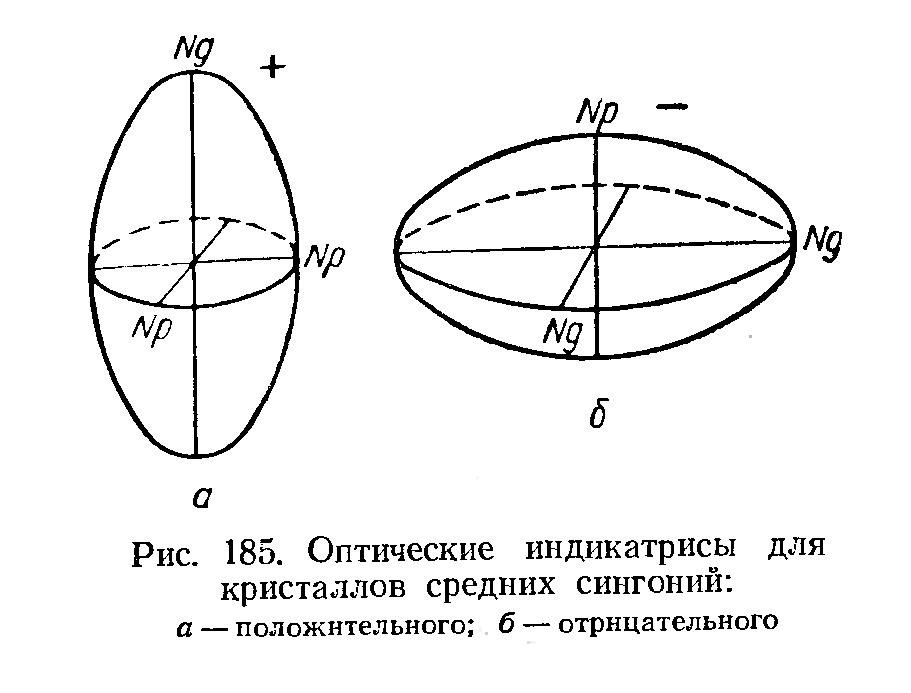 Ng
+
Np
Np
а
Np
−
Ng
Ng
б
Рис. 185. Оптические индикатрисы для
кристаллов средних сингоний:
а — положительного; б — отрицательного